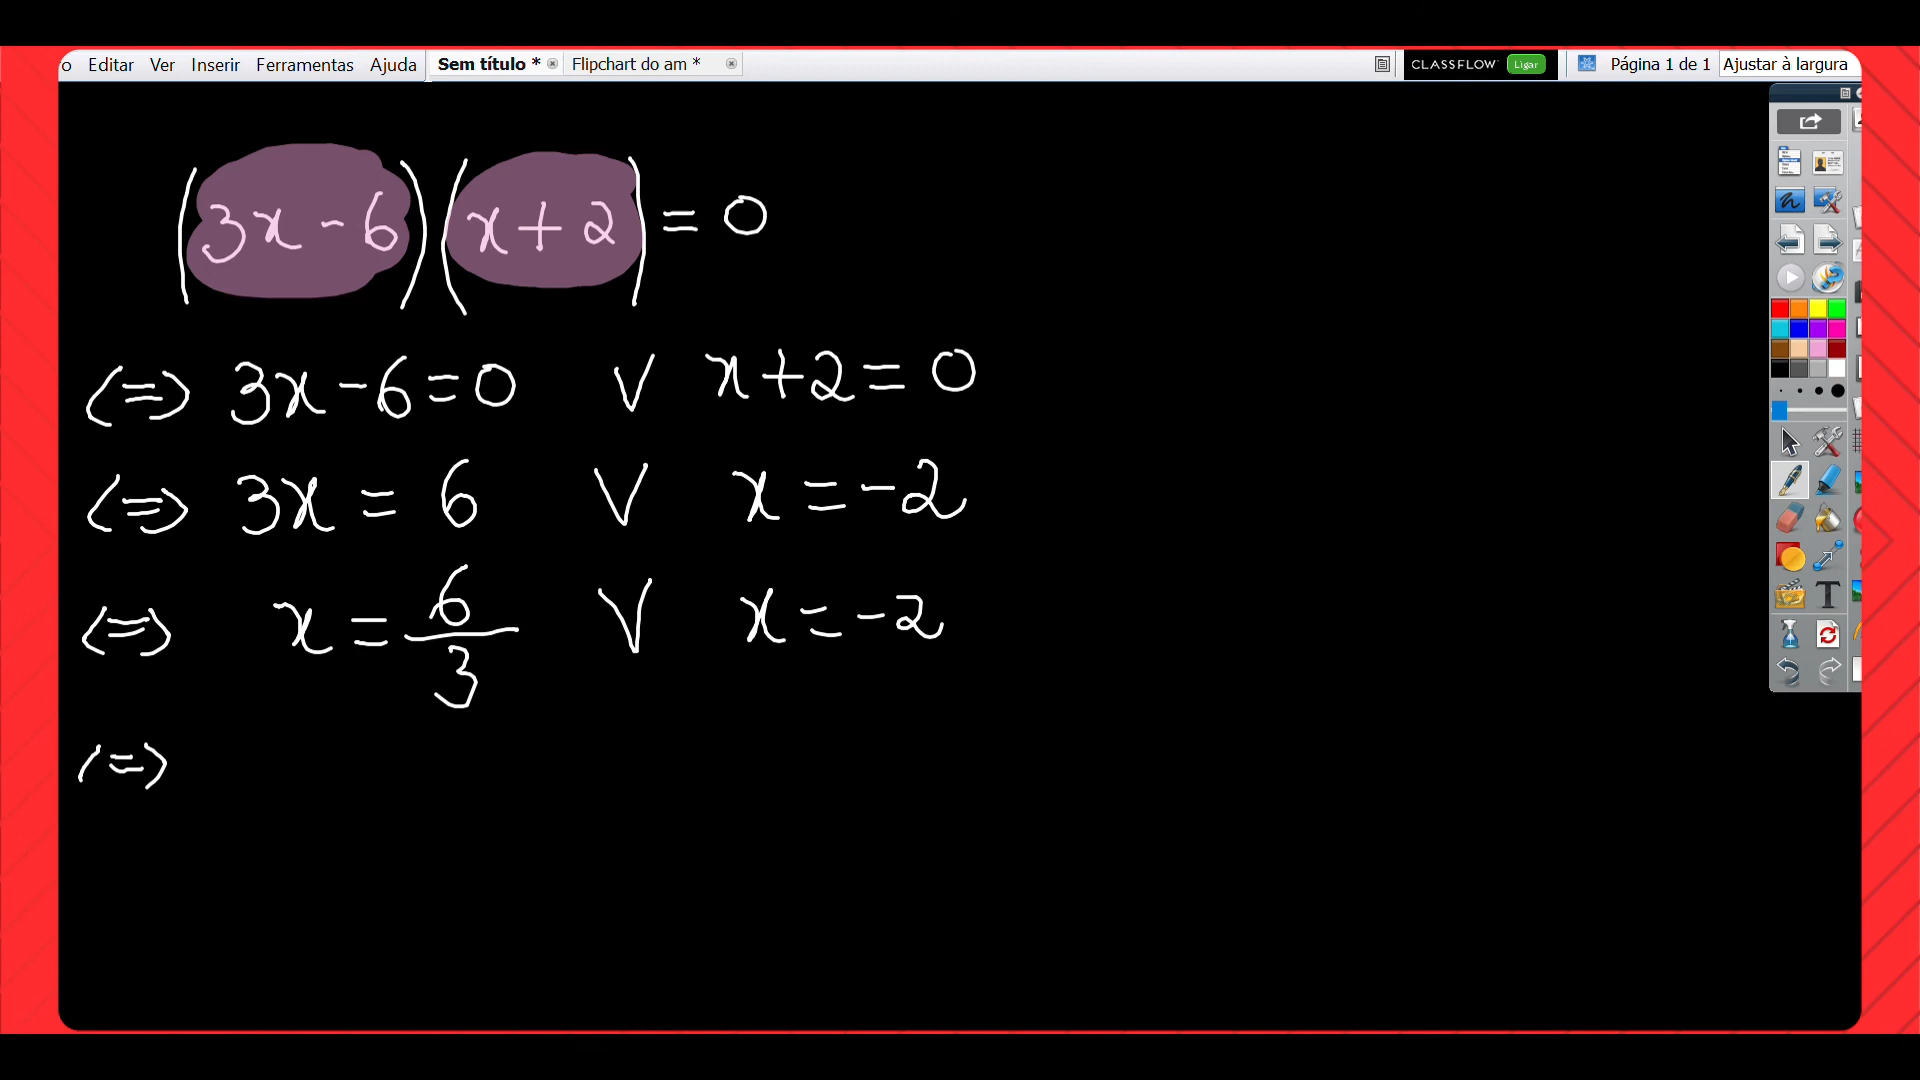 o Editar Ver Inserir Ferramentas Ajuda Sem título * Flipchart do am * CLASSFLOW Ligar Página 1 de 1 Ajustar à largura
(3x - 6)(x + 2) = 0
(=) 3x - 6 = 0 V x + 2 = 0
(=) 3x = 6 V x = -2
(=) x = 6/3 V x = -2
(=)